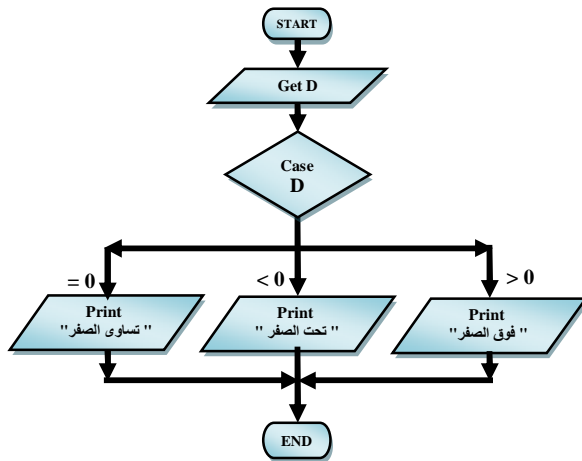 START
Get D
Case
D
= 0
< 0
> 0
Print
" تساوى الصفر "
Print
" تحت الصفر "
Print
" فوق الصفر "
END